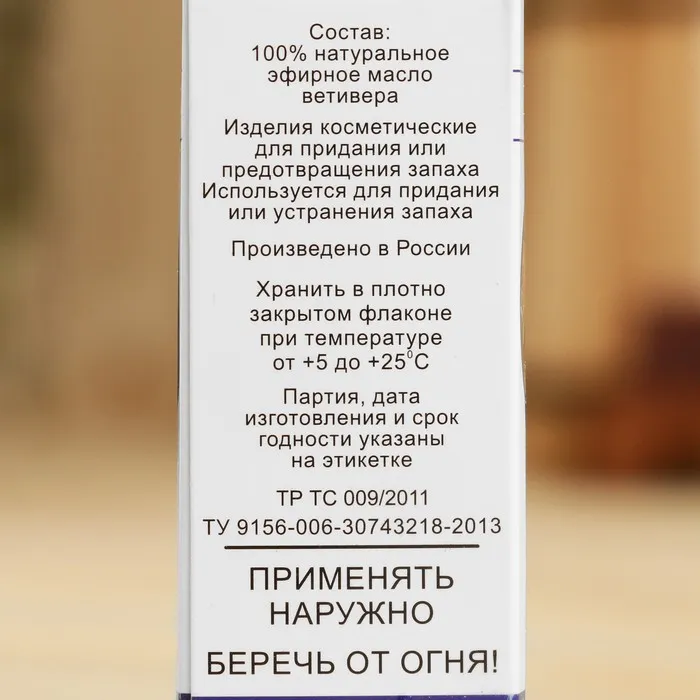 Состав:
100% натуральное
эфирное масло
ветивера
Изделия косметические
для придания или
предотвращения запаха
Используется для придания
или устранения запаха
Произведено в России
Хранить в плотно
закрытом флаконе
при температуре
от +5 до +25⁰С
Партия, дата
изготовления и срок
годности указаны
на этикетке
ТР ТС 009/2011
ТУ 9156-006-30743218-2013
ПРИМЕНЯТЬ
НАРУЖНО
БЕРЕЧЬ ОТ ОГНЯ!